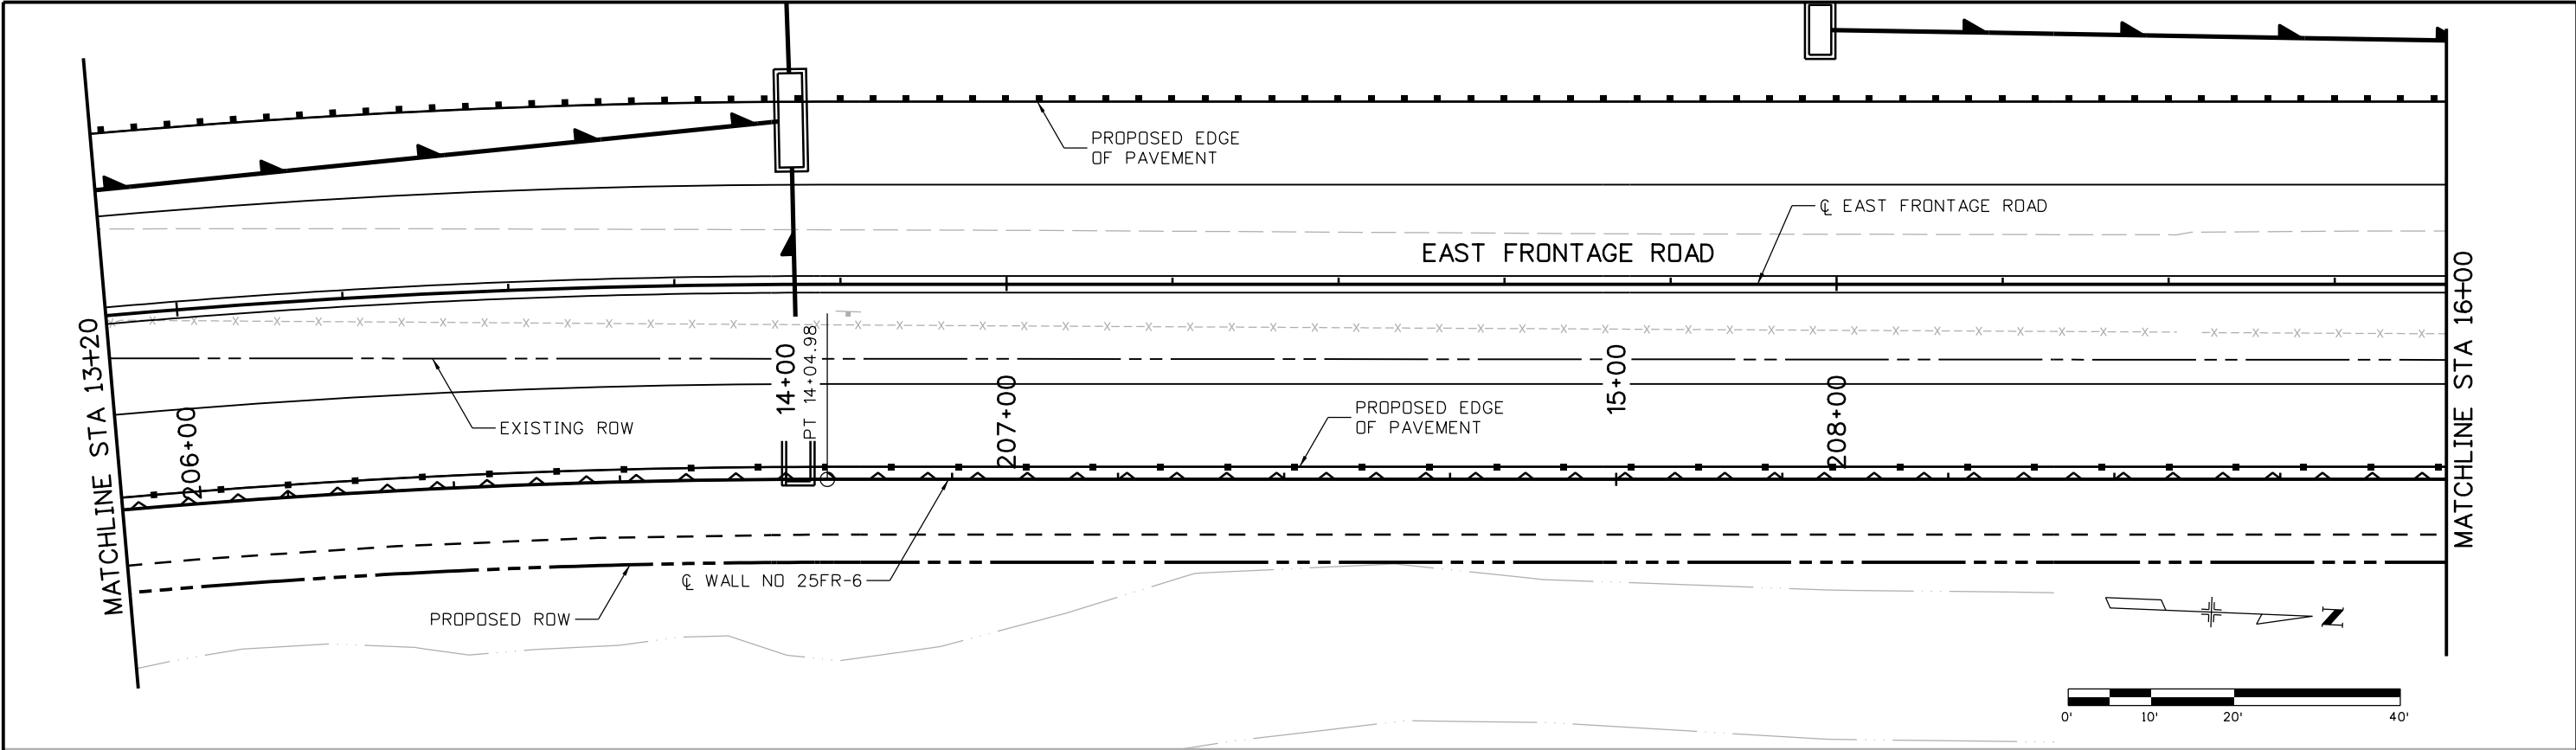 PROPOSED EDGE
OF PAVEMENT
℄ EAST FRONTAGE ROAD
EAST FRONTAGE ROAD
MATCHLINE STA 13+20
MATCHLINE STA 16+00
14+00
PT 14+04.98
15+00
206+00
207+00
208+00
EXISTING ROW
PROPOSED EDGE
OF PAVEMENT
℄ WALL NO 25FR-6
PROPOSED ROW
N
0' 10' 20' 40'